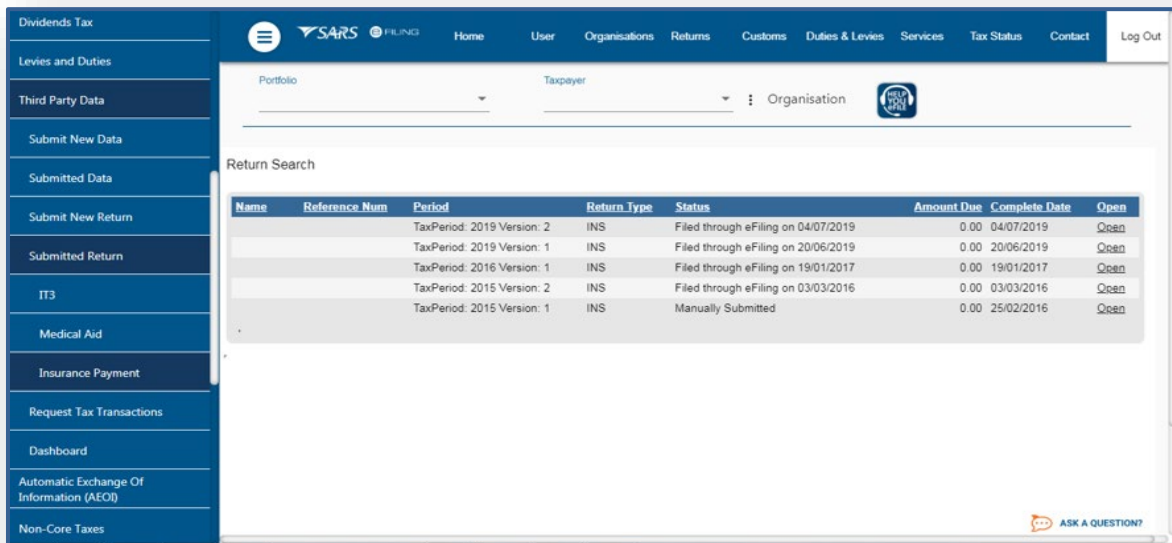 Dividends Tax
Levies and Duties
Third Party Data
Submit New Data
Submitted Data
Submit New Return
Submitted Return
IT3
Medical Aid
Insurance Payment
Request Tax Transactions
Dashboard
Automatic Exchange Of
Information (AEOI)
Non-Core Taxes
SARS eFILING Home User Organisations Returns Customs Duties & Levies Services Tax Status Contact Log Out
Portfolio Taxpayer
Organisation
HELP
YOU
eFILE
Return Search
Name Reference Num Period Return Type Status Amount Due Complete Date Open
TaxPeriod: 2019 Version: 2 INS Filed through eFiling on 04/07/2019 0.00 04/07/2019 Open
TaxPeriod: 2019 Version: 1 INS Filed through eFiling on 20/06/2019 0.00 20/06/2019 Open
TaxPeriod: 2016 Version: 1 INS Filed through eFiling on 19/01/2017 0.00 19/01/2017 Open
TaxPeriod: 2015 Version: 2 INS Filed through eFiling on 03/03/2016 0.00 03/03/2016 Open
TaxPeriod: 2015 Version: 1 INS Manually Submitted 0.00 25/02/2016 Open
ASK A QUESTION?